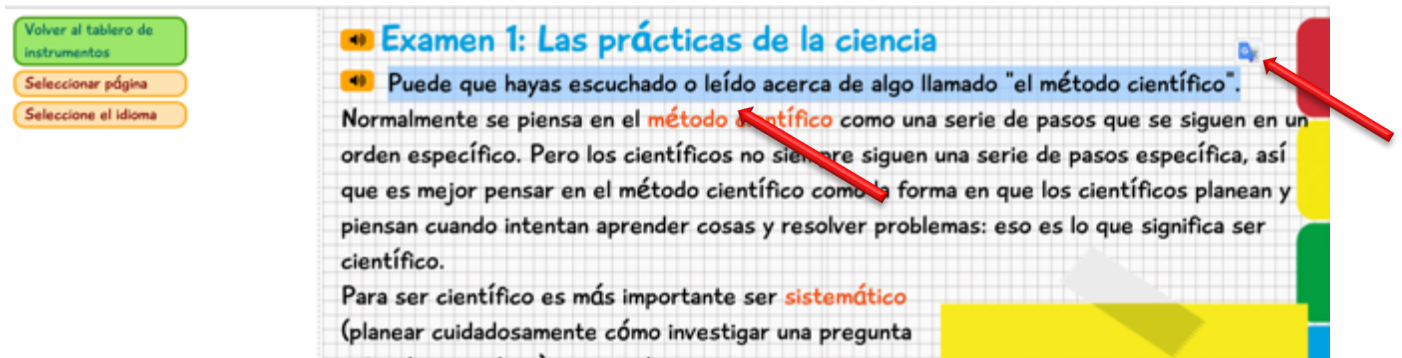 Volver al tablero de
instrumentos
Seleccionar página
Seleccione el idioma
Examen 1: Las prácticas de la ciencia
Puede que hayas escuchado o leído acerca de algo llamado "el método científico".
Normalmente se piensa en el método científico como una serie de pasos que se siguen en un
orden específico. Pero los científicos no siempre siguen una serie de pasos específica, así
que es mejor pensar en el método científico como la forma en que los científicos planean y
piensan cuando intentan aprender cosas y resolver problemas: eso es lo que significa ser
científico.
Para ser científico es más importante ser sistemático
(planear cuidadosamente cómo investigar una pregunta